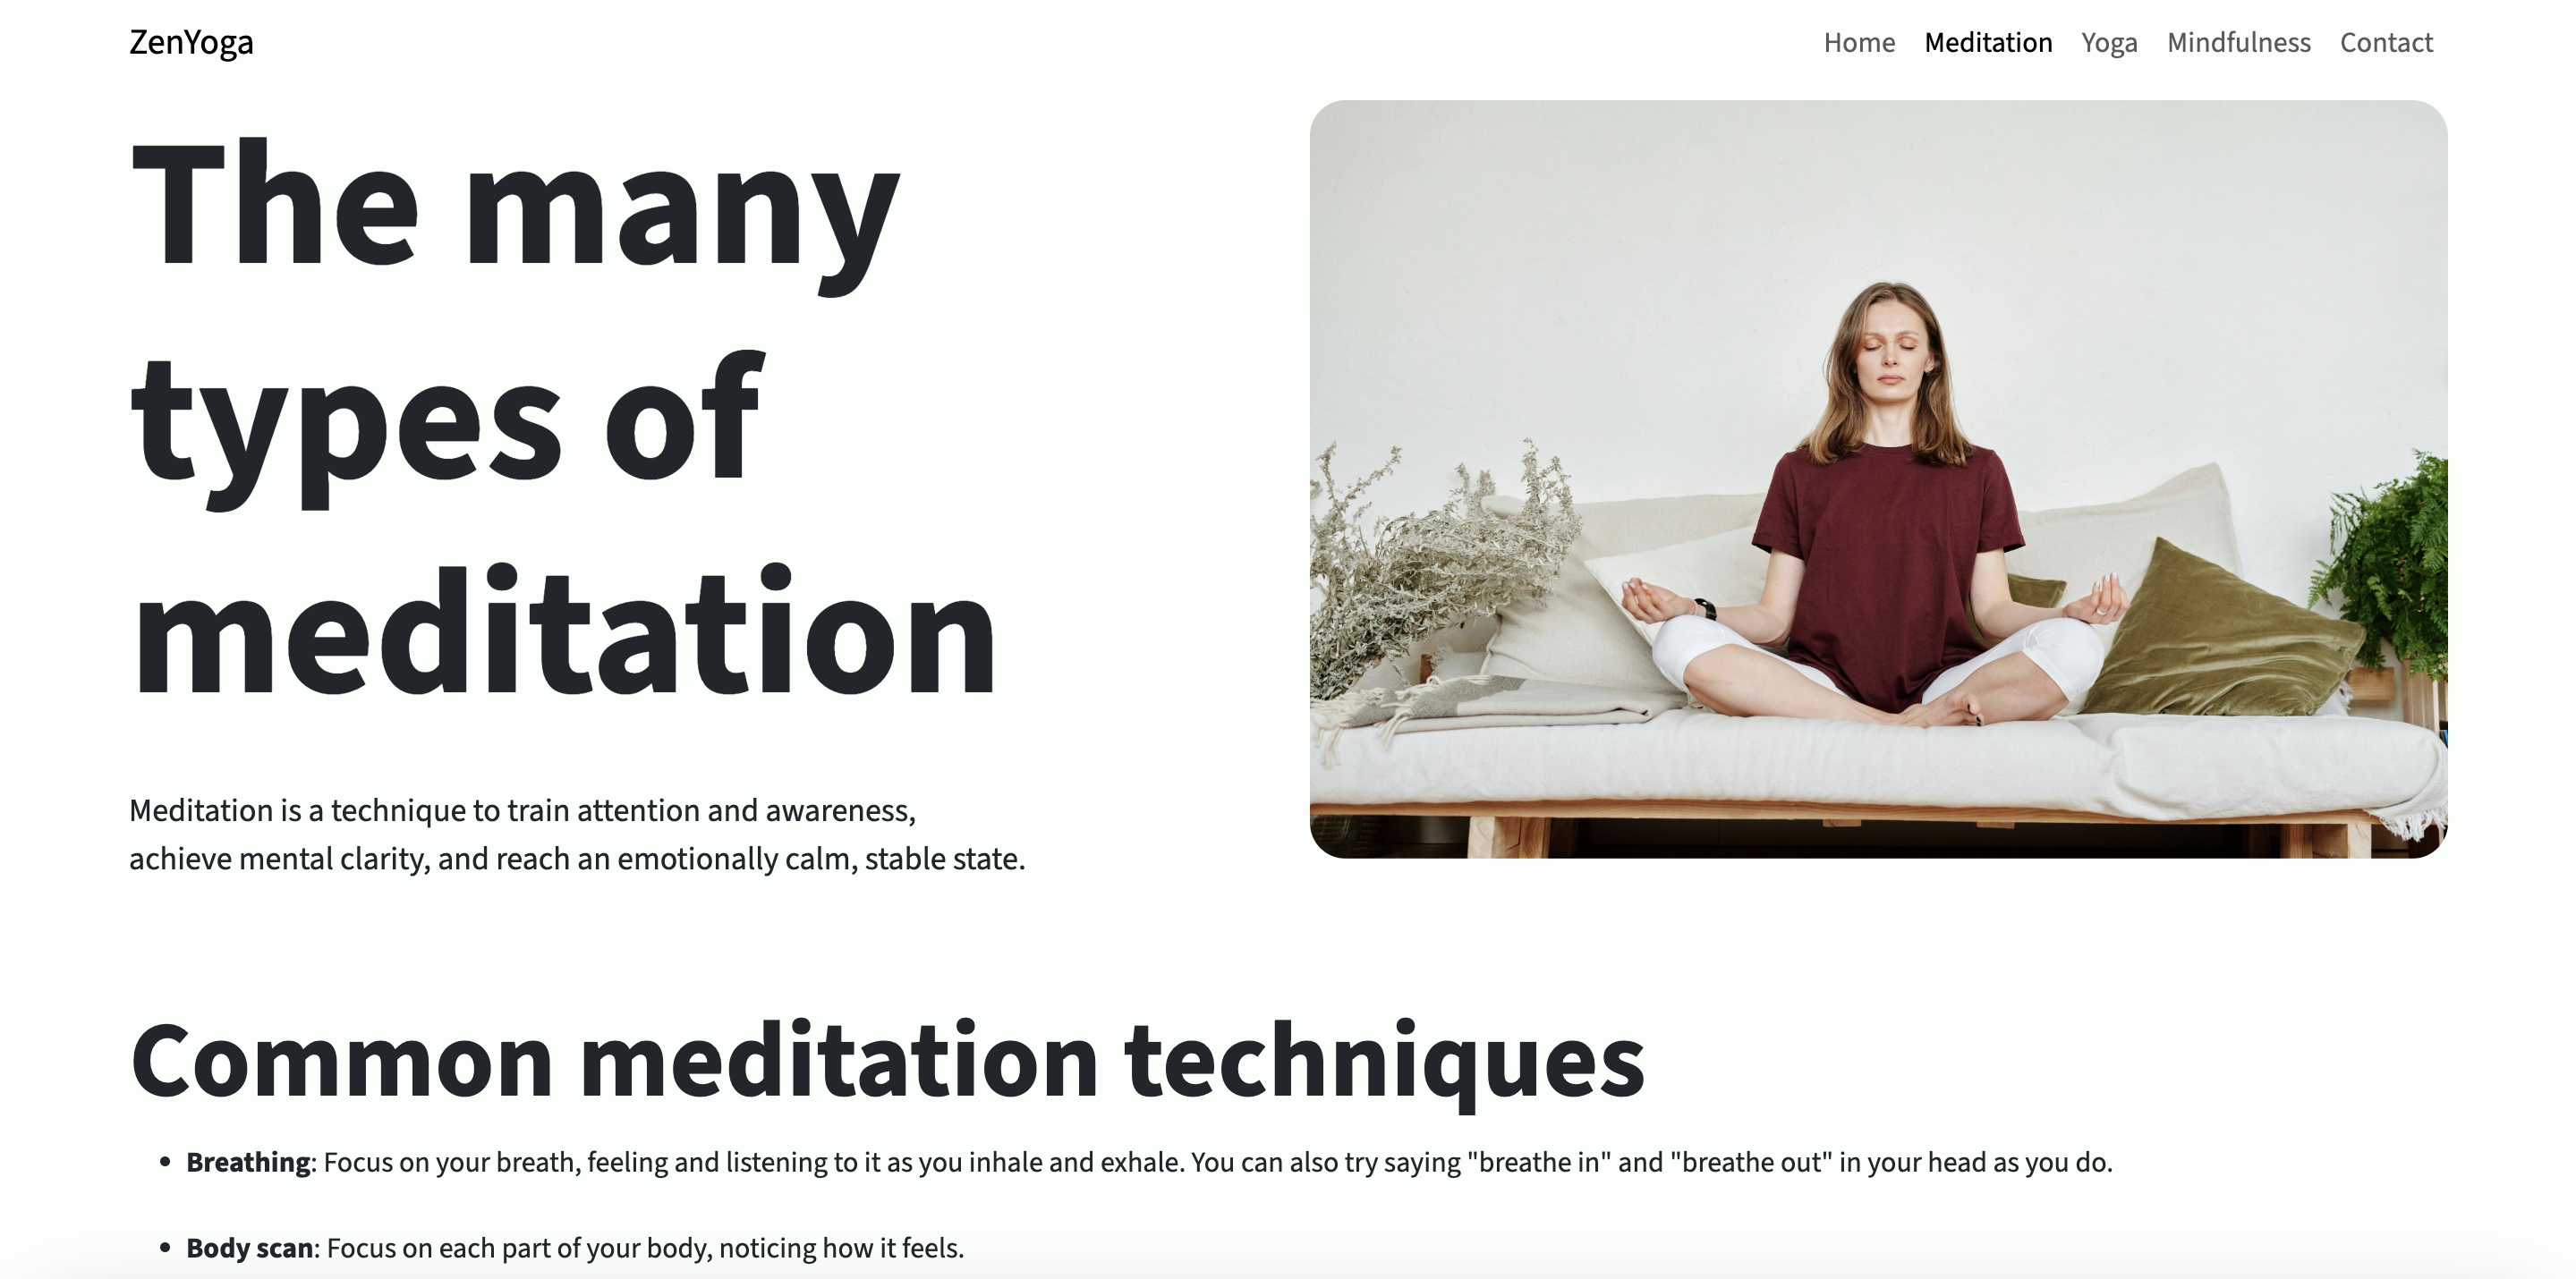 ZenYoga
Home Meditation Yoga Mindfulness Contact
The many
types of
meditation
Meditation is a technique to train attention and awareness,
achieve mental clarity, and reach an emotionally calm, stable state.
Common meditation techniques
• Breathing: Focus on your breath, feeling and listening to it as you inhale and exhale. You can also try saying "breathe in" and "breathe out" in your head as you do.
• Body scan: Focus on each part of your body, noticing how it feels.